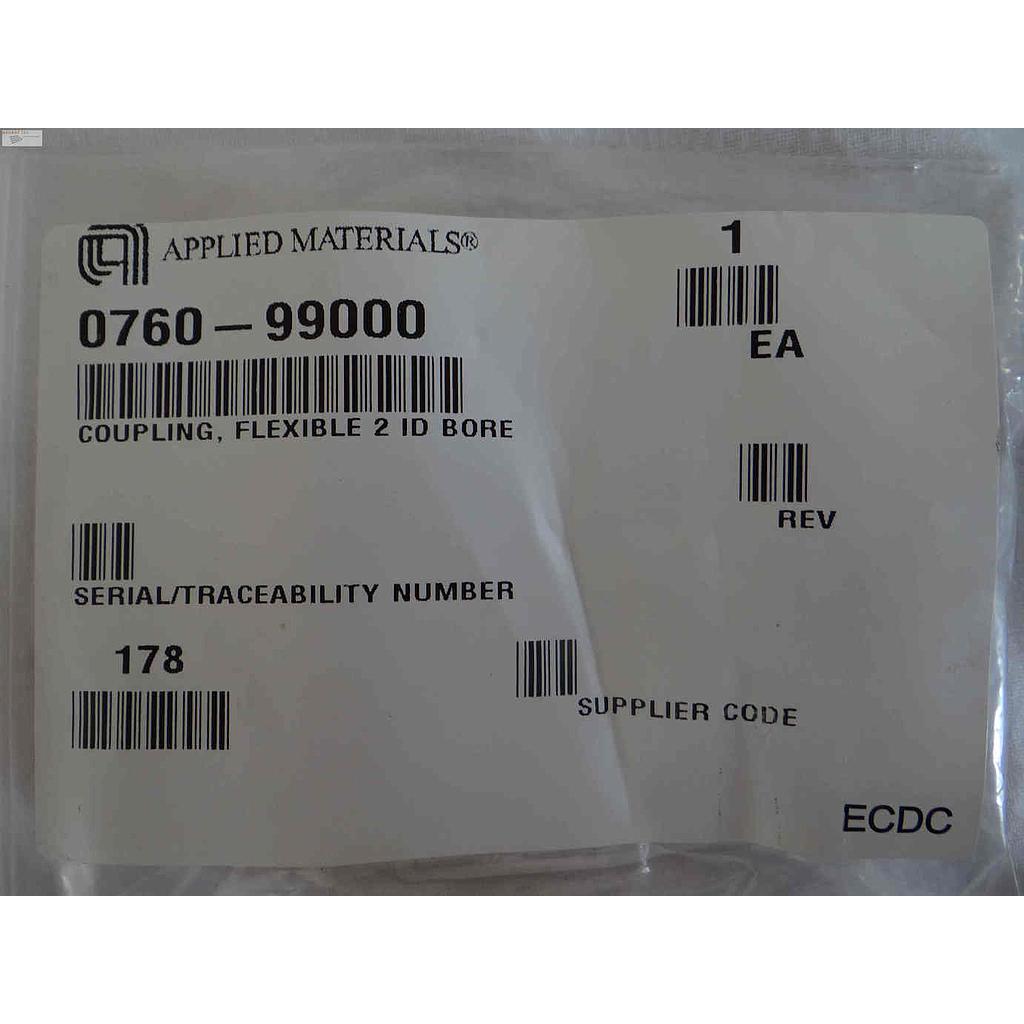 APPLIED MATERIALS®
1
0760-99000
EA
COUPLING, FLEXIBLE 2 ID BORE
REV
SERIAL/TRACEABILITY NUMBER
178
SUPPLIER CODE
ECDC